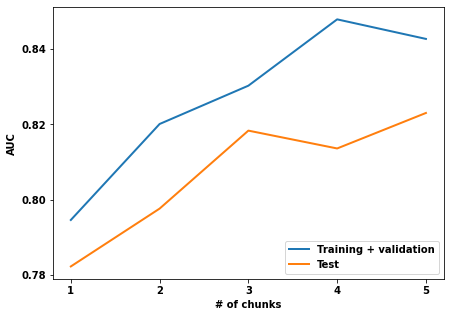 0.84
0.82
0.80
0.78
AUC
1 2 3 4 5
# of chunks
Training + validation
Test